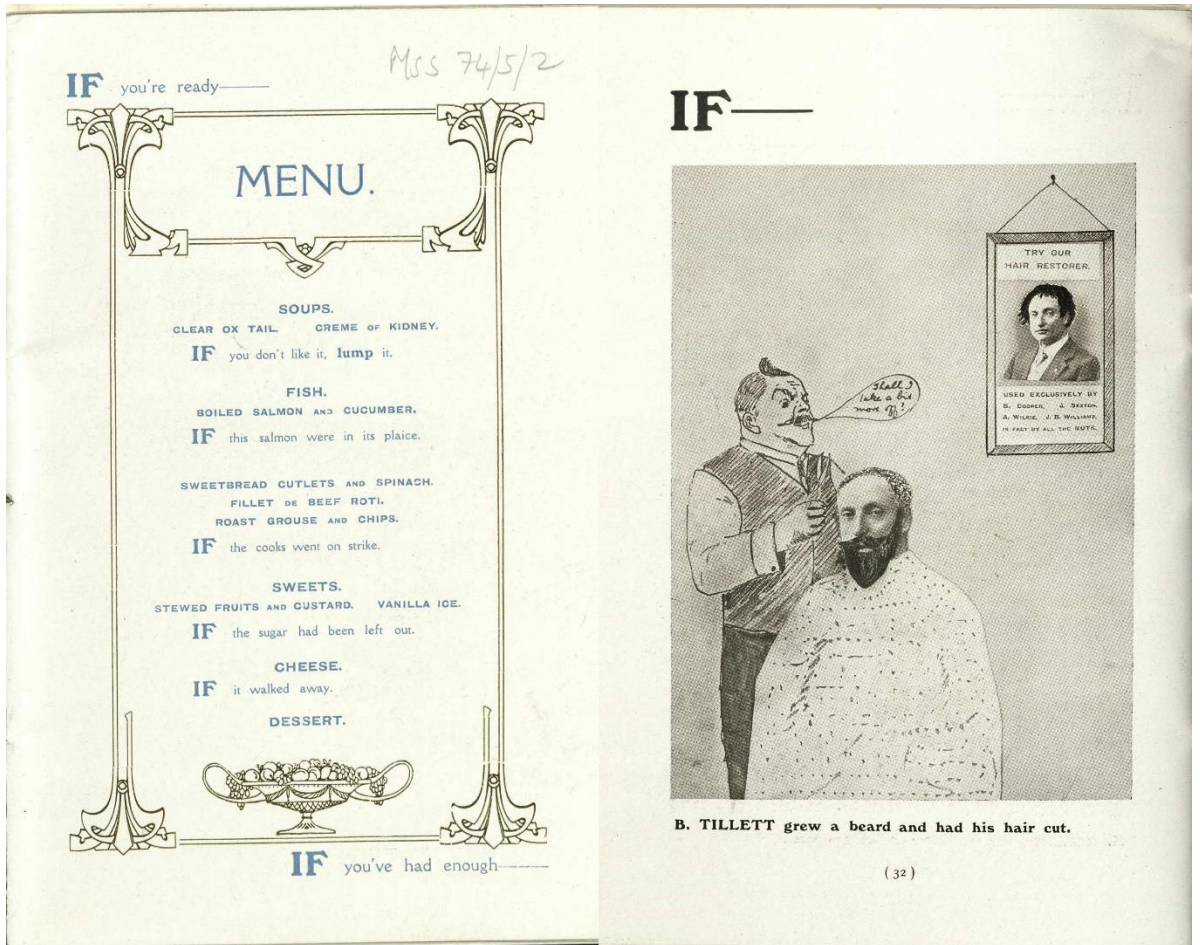 Mss 74/5/2
IF you're ready——
MENU.
SOUPS.
CLEAR OX TAIL. CREME OF KIDNEY.
IF you don't like it, lump it.
FISH.
BOILED SALMON AND CUCUMBER.
IF this salmon were in its plaice.
SWEETBREAD CUTLETS AND SPINACH.
FILLET DE BEEF ROTI.
ROAST GROUSE AND CHIPS.
IF the cooks went on strike.
SWEETS.
STEWED FRUITS AND CUSTARD. VANILLA ICE.
IF the sugar had been left out.
CHEESE.
IF it walked away.
DESSERT.
IF you've had enough——
IF——
TRY OUR
HAIR RESTORER.
USED EXCLUSIVELY BY
B. COOPER, J. SEXTON,
A. WILKIE, J. B. WILLIAMS,
IN FACT BY ALL THE NUTS.
Shall I
take a bit
more off?
B. TILLETT grew a beard and had his hair cut.
(32)